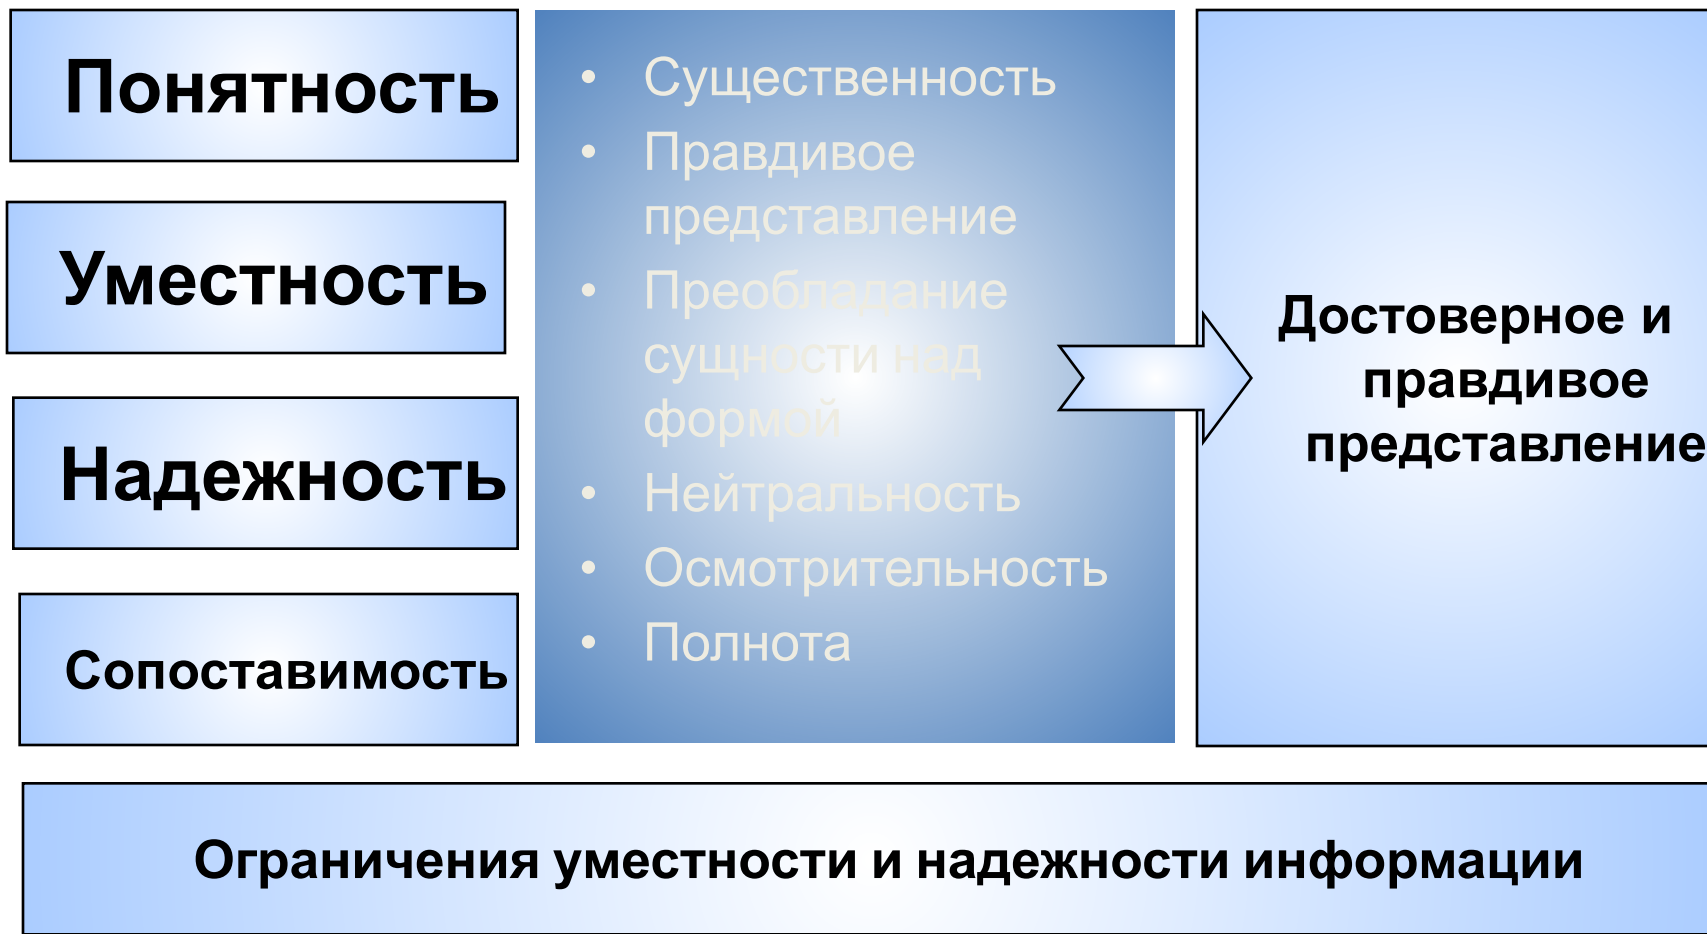 Понятность
Уместность
Надежность
Сопоставимость
• Существенность
• Правдивое
представление
• Преобладание
сущности над
формой
• Нейтральность
• Осмотрительность
• Полнота
Достоверное и
правдивое
представление
Ограничения уместности и надежности информации